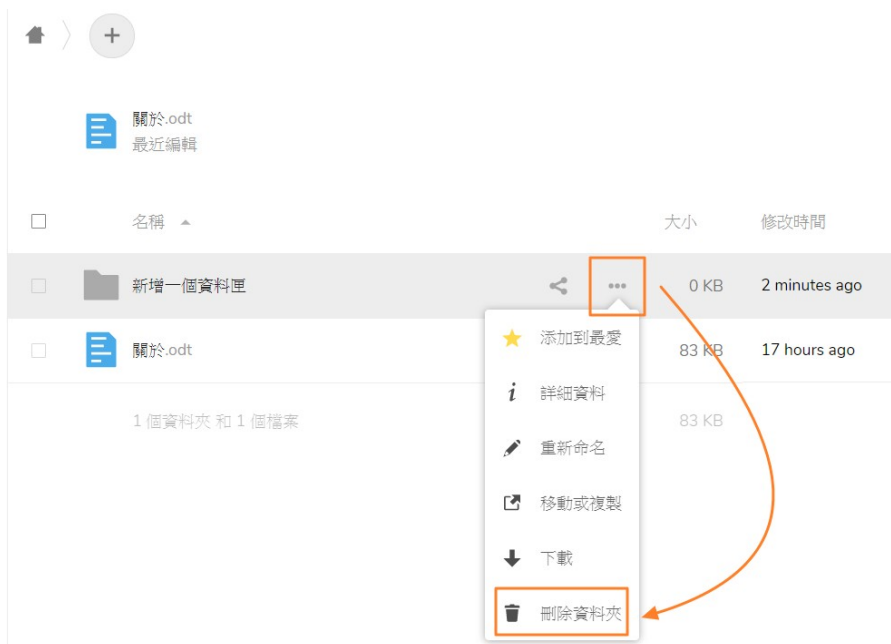 關於.odt
最近編輯
名稱 大小 修改時間
新增一個資料匣 0 KB 2 minutes ago
添加到最愛
關於.odt 83 KB 17 hours ago
詳細資料
1 個資料夾 和 1 個檔案 83 KB
重新命名
移動或複製
下載
刪除資料夾